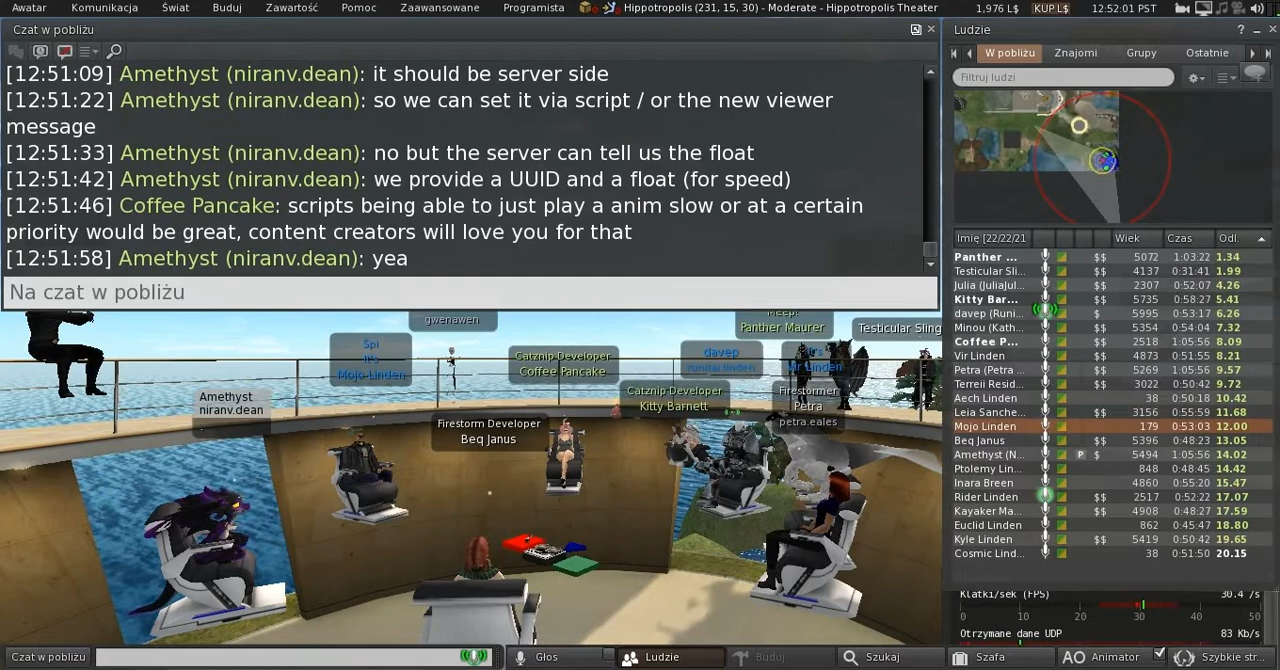 Awatar Komunikacja Świat Buduj Zawartość Pomoc Zaawansowane Programista Hippotropolis (231, 15, 30) - Moderate - Hippotropolis Theater 1,976 L$ KUP L$ 12:52:01 PST
Czat w pobliżu
[12:51:09] Amethyst (niranv.dean): it should be server side
[12:51:22] Amethyst (niranv.dean): so we can set it via script / or the new viewer
message
[12:51:33] Amethyst (niranv.dean): no but the server can tell us the float
[12:51:42] Amethyst (niranv.dean): we provide a UUID and a float (for speed)
[12:51:46] Coffee Pancake: scripts being able to just play a anim slow or at a certain
priority would be great, content creators will love you for that
[12:51:58] Amethyst (niranv.dean): yea
Na czat w pobliżu
gwenawen
Spi
Mojo Linden
Catznip Developer
Coffee Pancake
Panther Maurer
davep
Testicular Sling
Catznip Developer
Kitty Barnett
Firestormer
Petra
petra.eales
Amethyst
niranv.dean
Firestorm Developer
Beq Janus
Ludzie
W pobliżu Znajomi Grupy Ostatnie
Filtruj ludzi
Imię [22/22/21 Wiek Czas Odl.
Panther ... $$ 5072 1:03:22 1.34
Testicular Sli... $$ 4137 0:31:41 1.99
Julia (JuliaJul... $$ 2307 0:52:07 4.26
Kitty Bar... $$ 5735 0:58:27 5.41
davep (Runi... $ 5995 0:53:17 6.26
Minou (Kath... $$ 5354 0:54:04 7.32
Coffee P... $$ 2518 1:05:56 8.09
Vir Linden $$ 4873 0:51:55 8.21
Petra (Petra ... $$ 5269 1:05:56 9.57
Terreii Resid... $$ 3022 0:50:42 9.72
Aech Linden 38 0:50:18 10.42
Leia Sanche... $$ 3156 0:55:59 11.68
Mojo Linden 179 0:53:03 12.00
Beq Janus $$ 5396 0:48:23 13.05
Amethyst (N... P $ 5494 1:05:56 14.02
Ptolemy Lin... 848 0:48:45 14.42
Inara Breen 4860 0:55:20 15.47
Rider Linden $$ 2517 0:52:22 17.07
Kayaker Ma... $$ 4908 0:48:27 17.59
Euclid Linden 862 0:45:47 18.80
Kyle Linden $$ 5419 0:50:42 19.65
Cosmic Lind... 38 0:51:50 20.15
Klatki/sek (FPS) 30.4 /s
0 10 20 30 40 50
Otrzymane dane UDP 83 Kb/s
Czat w pobliżu Głos Ludzie Buduj Szukaj Szafa AO Animator Szybkie str...